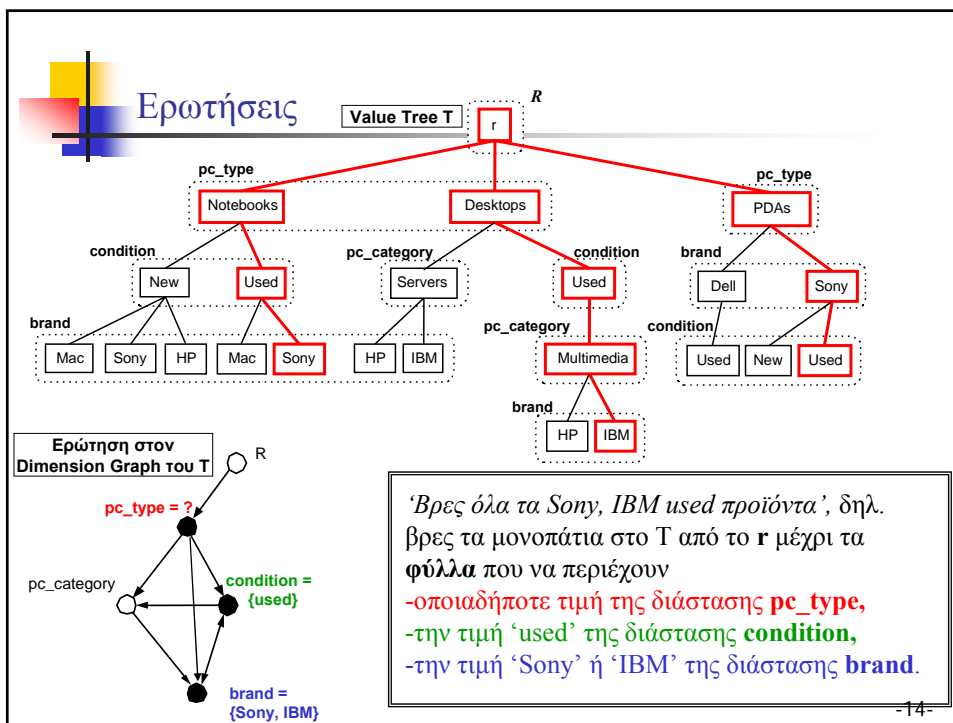 Ερωτήσεις
Value Tree T
R
r
pc_type
pc_type
Notebooks
Desktops
PDAs
condition
pc_category
condition
brand
New
Used
Servers
Used
Dell
Sony
brand
pc_category
condition
Mac
Sony
HP
Mac
Sony
HP
IBM
Multimedia
Used
New
Used
brand
HP
IBM
Ερώτηση στον
Dimension Graph του T
R
pc_type = ?
pc_category
condition =
{used}
brand =
{Sony, IBM}
‘Βρες όλα τα Sony, IBM used προϊόντα’, δηλ.
βρες τα μονοπάτια στο T από το r μέχρι τα
φύλλα που να περιέχουν
-οποιαδήποτε τιμή της διάστασης pc_type,
-την τιμή ‘used’ της διάστασης condition,
-την τιμή ‘Sony’ ή ‘IBM’ της διάστασης brand.
-14-